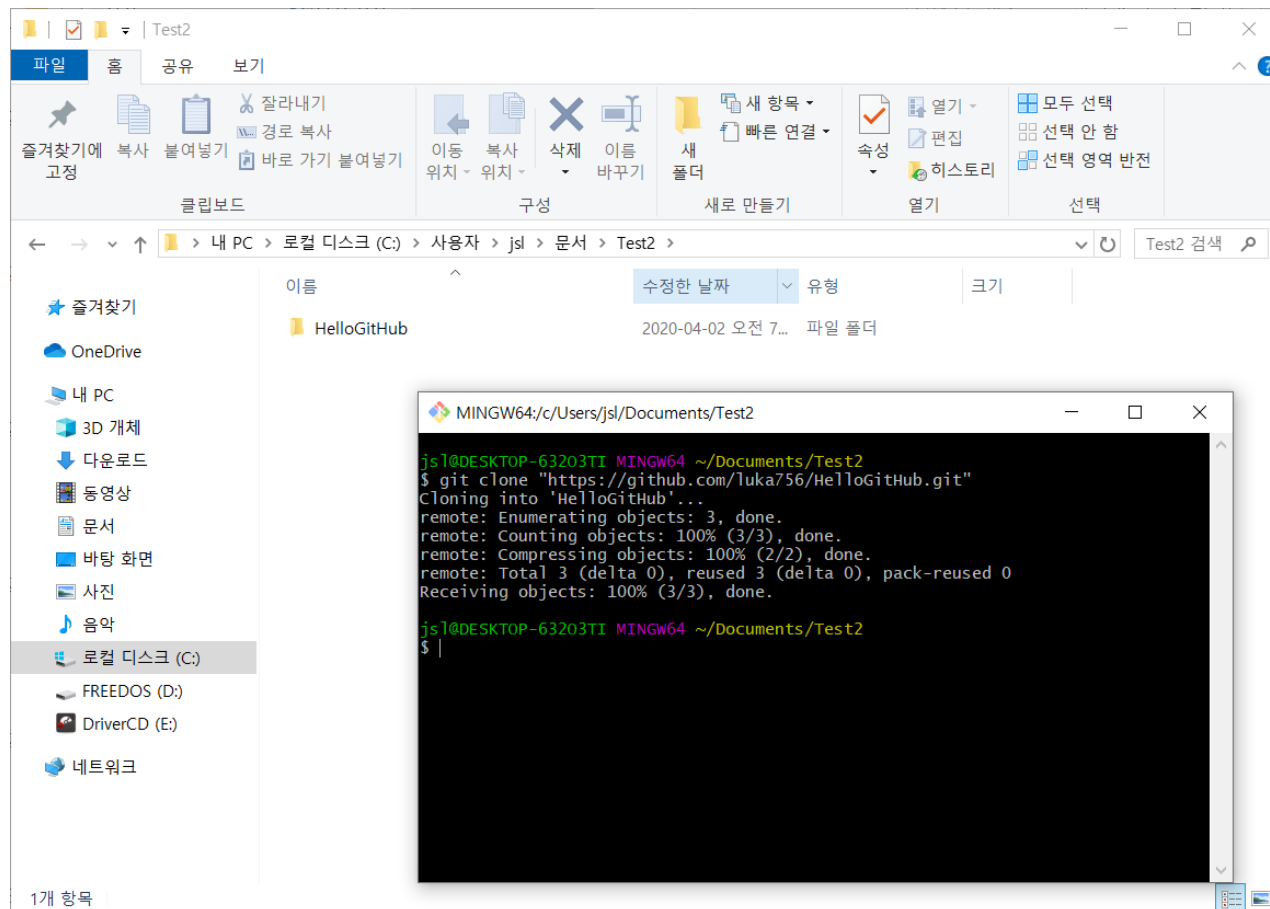 Test2
파일 홈 공유 보기
즐겨찾기에 고정
복사
붙여넣기
잘라내기
경로 복사
바로 가기 붙여넣기
이동 위치
복사 위치
삭제
이름 바꾸기
새 폴더
새 항목
빠른 연결
속성
열기
편집
히스토리
모두 선택
선택 안 함
선택 영역 반전
클립보드 구성 새로 만들기 열기 선택
내 PC > 로컬 디스크 (C:) > 사용자 > jsl > 문서 > Test2 >
Test2 검색
이름 수정한 날짜 유형 크기
HelloGitHub 2020-04-02 오전 7... 파일 폴더
즐겨찾기
OneDrive
내 PC
3D 개체
다운로드
동영상
문서
바탕 화면
사진
음악
로컬 디스크 (C:)
FREEDOS (D:)
DriverCD (E:)
네트워크
1개 항목
MINGW64:/c/Users/jsl/Documents/Test2
jsl@DESKTOP-632O3TI MINGW64 ~/Documents/Test2
$ git clone "https://github.com/luka756/HelloGitHub.git"
Cloning into 'HelloGitHub'...
remote: Enumerating objects: 3, done.
remote: Counting objects: 100% (3/3), done.
remote: Compressing objects: 100% (2/2), done.
remote: Total 3 (delta 0), reused 3 (delta 0), pack-reused 0
Receiving objects: 100% (3/3), done.
jsl@DESKTOP-632O3TI MINGW64 ~/Documents/Test2
$